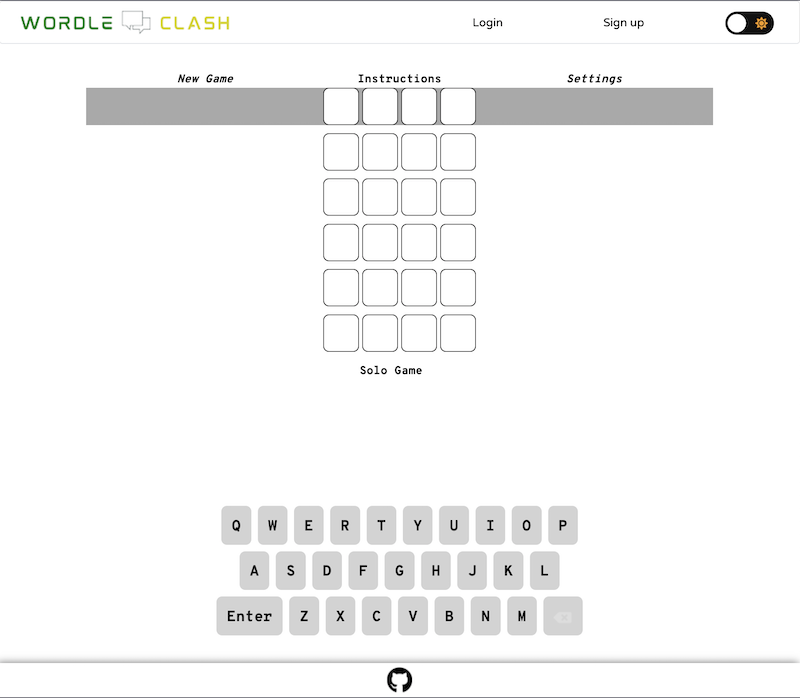 WORDLE CLASH Login Sign up
New Game Instructions Settings
Solo Game
Q W E R T Y U I O P
A S D F G H J K L
Enter Z X C V B N M